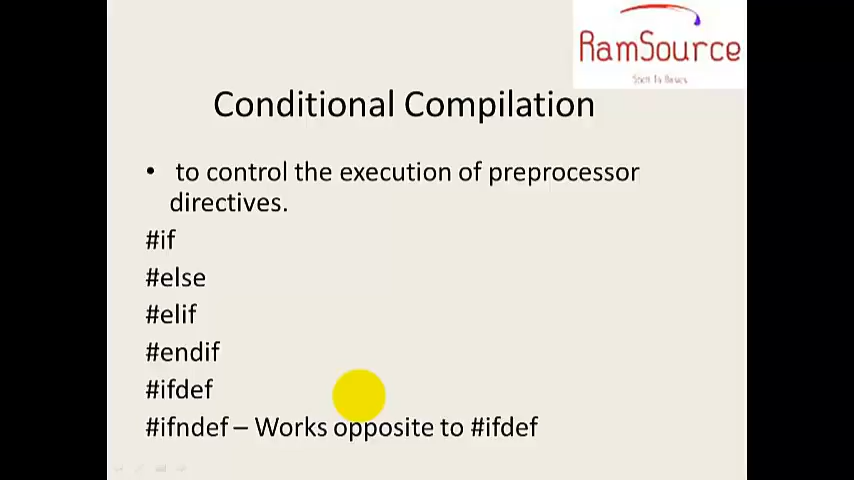 RamSource
Conditional Compilation
• to control the execution of preprocessor
directives.
#if
#else
#elif
#endif
#ifdef
#ifndef – Works opposite to #ifdef